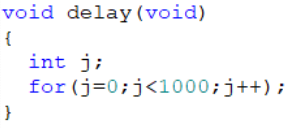 void delay(void)
{
  int j;
  for(j=0;j<1000;j++);
}